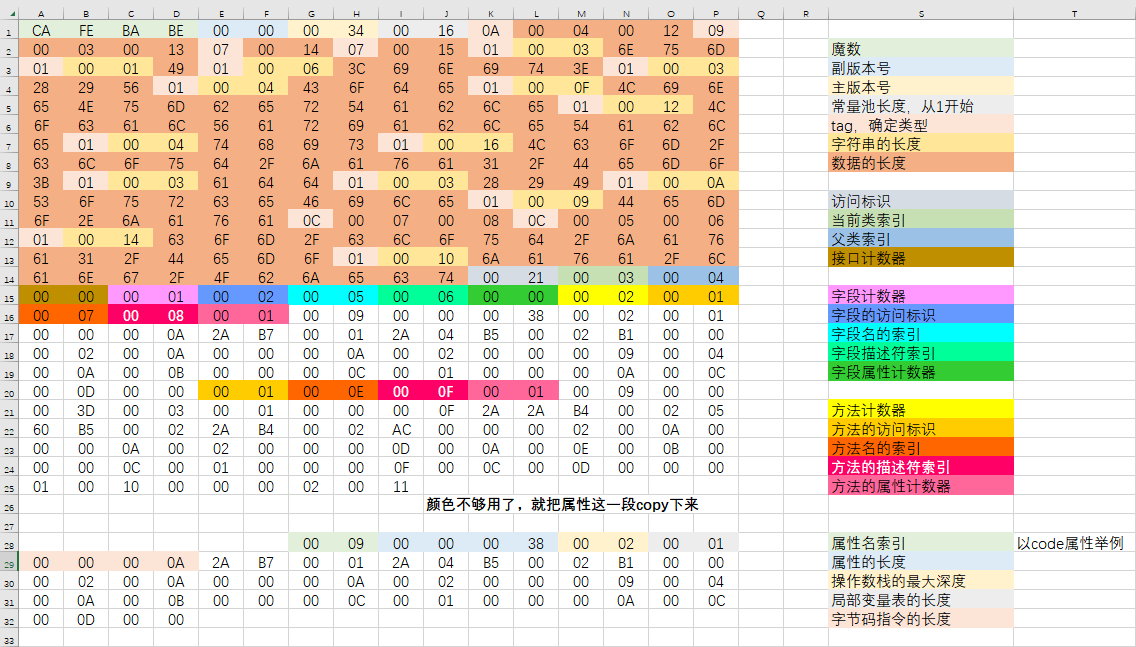 A B C D E F G H I J K L M N O P Q R S T
1 CA FE BA BE 00 00 00 34 00 16 0A 00 04 00 12 09
2 00 03 00 13 07 00 14 07 00 15 01 00 03 6E 75 6D 魔数
3 01 00 01 49 01 00 06 3C 69 6E 69 74 3E 01 00 03 副版本号
4 28 29 56 01 00 04 43 6F 64 65 01 00 0F 4C 69 6E 主版本号
5 65 4E 75 6D 62 65 72 54 61 62 6C 65 01 00 12 4C 常量池长度，从1开始
6 6F 63 61 6C 56 61 72 69 61 62 6C 65 54 61 62 6C tag，确定类型
7 65 01 00 04 74 68 69 73 01 00 16 4C 63 6F 6D 2F 字符串的长度
8 63 6C 6F 75 64 2F 6A 61 76 61 31 2F 44 65 6D 6F 数据的长度
9 3B 01 00 03 61 64 64 01 00 03 28 29 49 01 00 0A
10 53 6F 75 72 63 65 46 69 6C 65 01 00 09 44 65 6D 访问标识
11 6F 2E 6A 61 76 61 0C 00 07 00 08 0C 00 05 00 06 当前类索引
12 01 00 14 63 6F 6D 2F 63 6C 6F 75 64 2F 6A 61 76 父类索引
13 61 31 2F 44 65 6D 6F 01 00 10 6A 61 76 61 2F 6C 接口计数器
14 61 6E 67 2F 4F 62 6A 65 63 74 00 21 00 03 00 04
15 00 00 00 01 00 02 00 05 00 06 00 00 00 02 00 01 字段计数器
16 00 07 00 08 00 01 00 09 00 00 00 38 00 02 00 01 字段的访问标识
17 00 00 00 0A 2A B7 00 01 2A 04 B5 00 02 B1 00 00 字段名的索引
18 00 02 00 0A 00 00 00 0A 00 02 00 00 00 09 00 04 字段描述符索引
19 00 0A 00 0B 00 00 00 0C 00 01 00 00 00 0A 00 0C 字段属性计数器
20 00 0D 00 00 00 01 00 0E 00 0F 00 01 00 09 00 00
21 00 3D 00 03 00 01 00 00 00 0F 2A 2A B4 00 02 05 方法计数器
22 60 B5 00 02 2A B4 00 02 AC 00 00 00 02 00 0A 00 方法的访问标识
23 00 00 0A 00 02 00 00 00 0D 00 0A 00 0E 00 0B 00 方法名的索引
24 00 00 0C 00 01 00 00 00 0F 00 0C 00 0D 00 00 00 方法的描述符索引
25 01 00 10 00 00 00 02 00 11 方法的属性计数器
26 颜色不够用了，就把属性这一段copy下来
27
28 00 09 00 00 00 38 00 02 00 01 属性名索引 以code属性举例
29 00 00 00 0A 2A B7 00 01 2A 04 B5 00 02 B1 00 00 属性的长度
30 00 02 00 0A 00 00 00 0A 00 02 00 00 00 09 00 04 操作数栈的最大深度
31 00 0A 00 0B 00 00 00 0C 00 01 00 00 00 0A 00 0C 局部变量表的长度
32 00 0D 00 00 字节码指令的长度
33